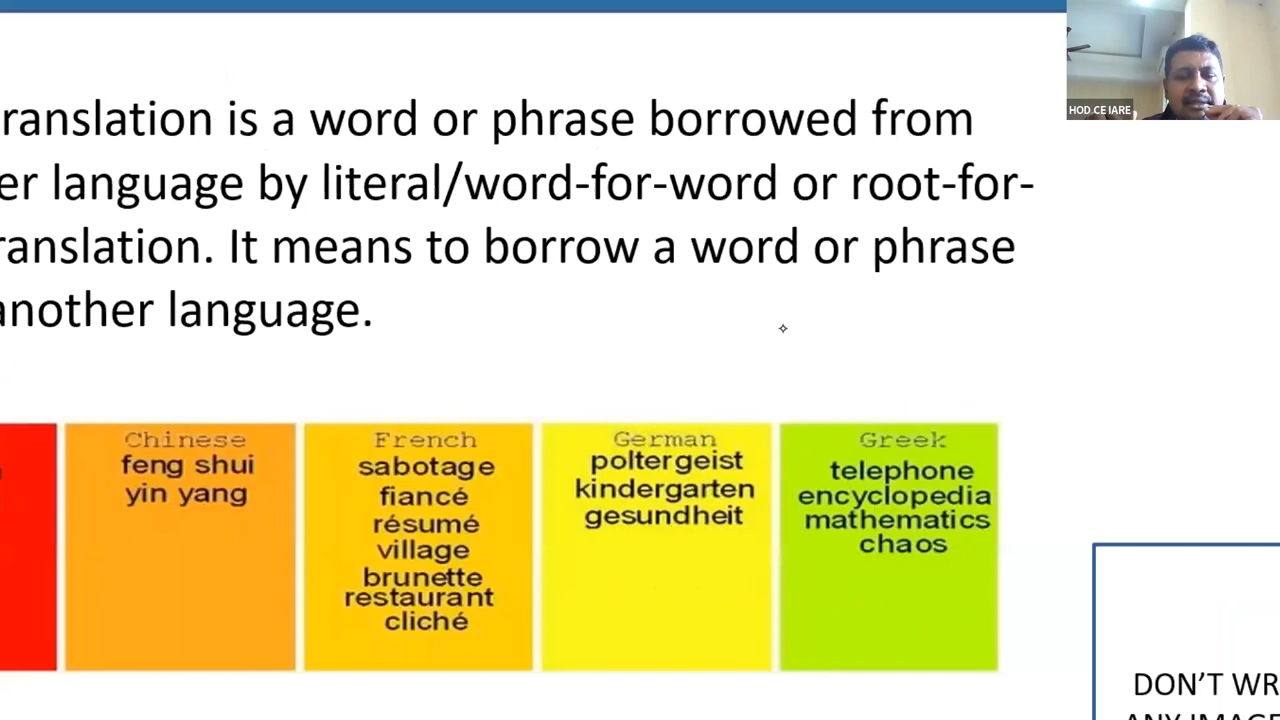 HOD CE IARE
ranslation is a word or phrase borrowed from
er language by literal/word-for-word or root-for-
ranslation. It means to borrow a word or phrase
another language.
Chinese
feng shui
yin yang
French
sabotage
fiancé
résumé
village
brunette
restaurant
cliché
German
poltergeist
kindergarten
gesundheit
Greek
telephone
encyclopedia
mathematics
chaos
DON’T WR
ANY IMAGE